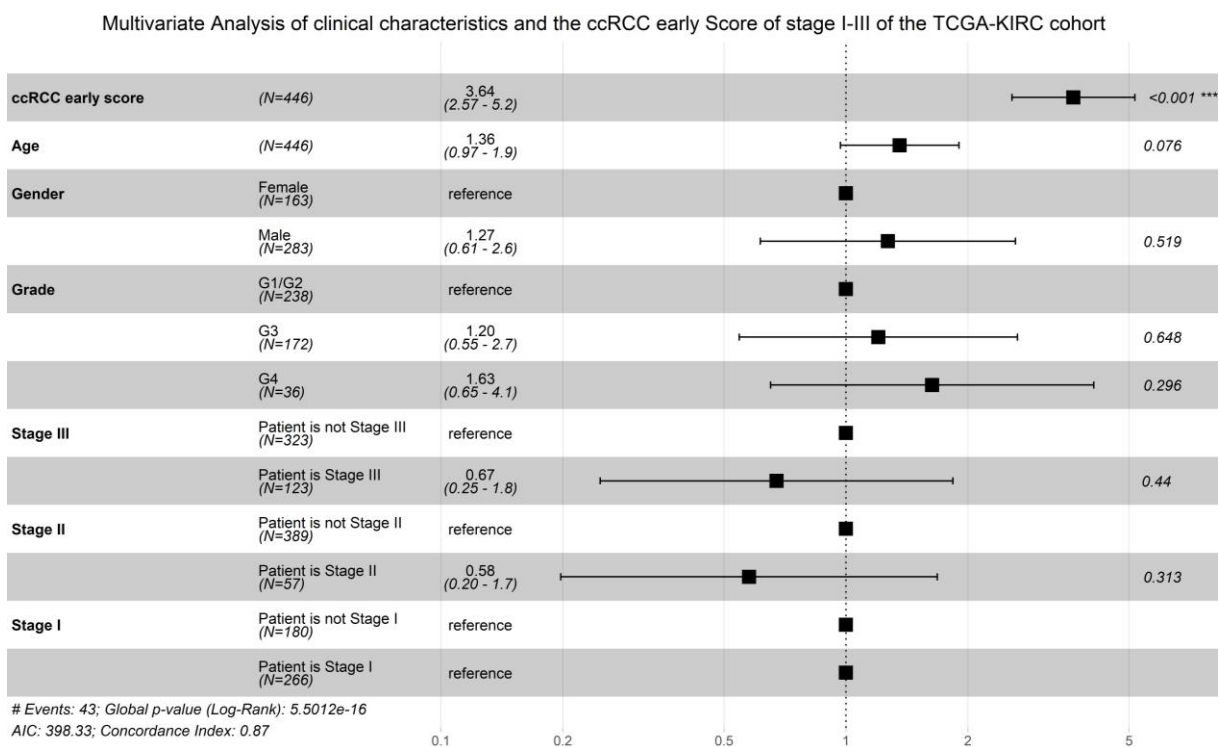 Multivariate Analysis of clinical characteristics and the ccRCC early Score of stage I-III of the TCGA-KIRC cohort
ccRCC early score (N=446) 3.64 (2.57 - 5.2) <0.001 ***
Age (N=446) 1.36 (0.97 - 1.9) 0.076
Gender Female (N=163) reference
Male (N=283) 1.27 (0.61 - 2.6) 0.519
Grade G1/G2 (N=238) reference
G3 (N=172) 1.20 (0.55 - 2.7) 0.648
G4 (N=36) 1.63 (0.65 - 4.1) 0.296
Stage III Patient is not Stage III (N=323) reference
Patient is Stage III (N=123) 0.67 (0.25 - 1.8) 0.44
Stage II Patient is not Stage II (N=389) reference
Patient is Stage II (N=57) 0.58 (0.20 - 1.7) 0.313
Stage I Patient is not Stage I (N=180) reference
Patient is Stage I (N=266) reference
# Events: 43; Global p-value (Log-Rank): 5.5012e-16
AIC: 398.33; Concordance Index: 0.87
0.1 0.2 0.5 1 2 5